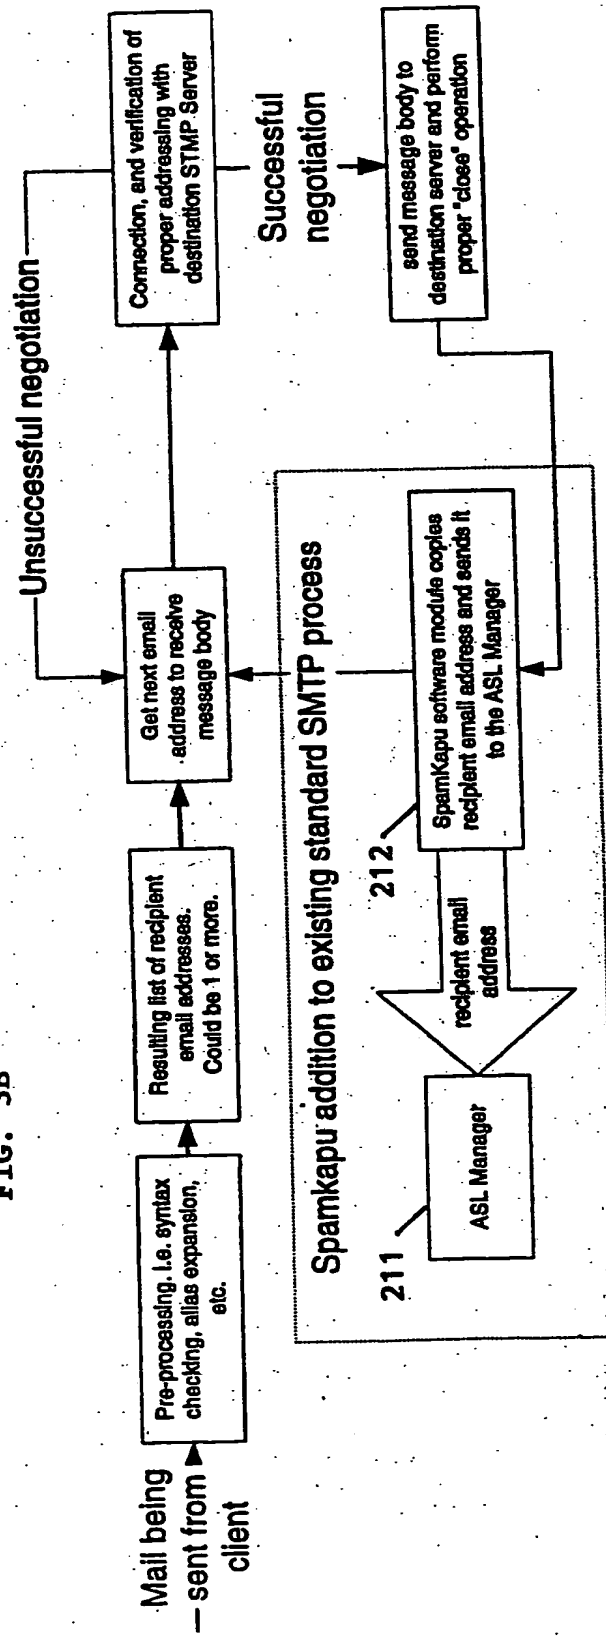 FIG. 3B
Mail being
sent from
client
Pre-processing. i.e. syntax
checking, alias expansion,
etc.
Resulting list of recipient
email addresses.
Could be 1 or more.
Get next email
address to receive
message body
Unsuccessful negotiation
Connection, and verification of
proper addressing with
destination STMP Server
Successful
negotiation
send message body to
destination server and perform
proper "close" operation
Spamkapu addition to existing standard SMTP process
211
ASL Manager
recipient email
address
212
SpamKapu software module copies
recipient email address and sends it
to the ASL Manager